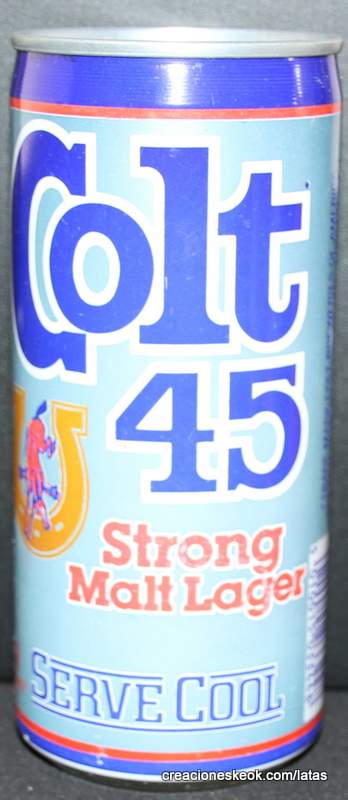 Colt
45
Strong
Malt Lager
SERVE COOL
creacioneskeok.com/latas